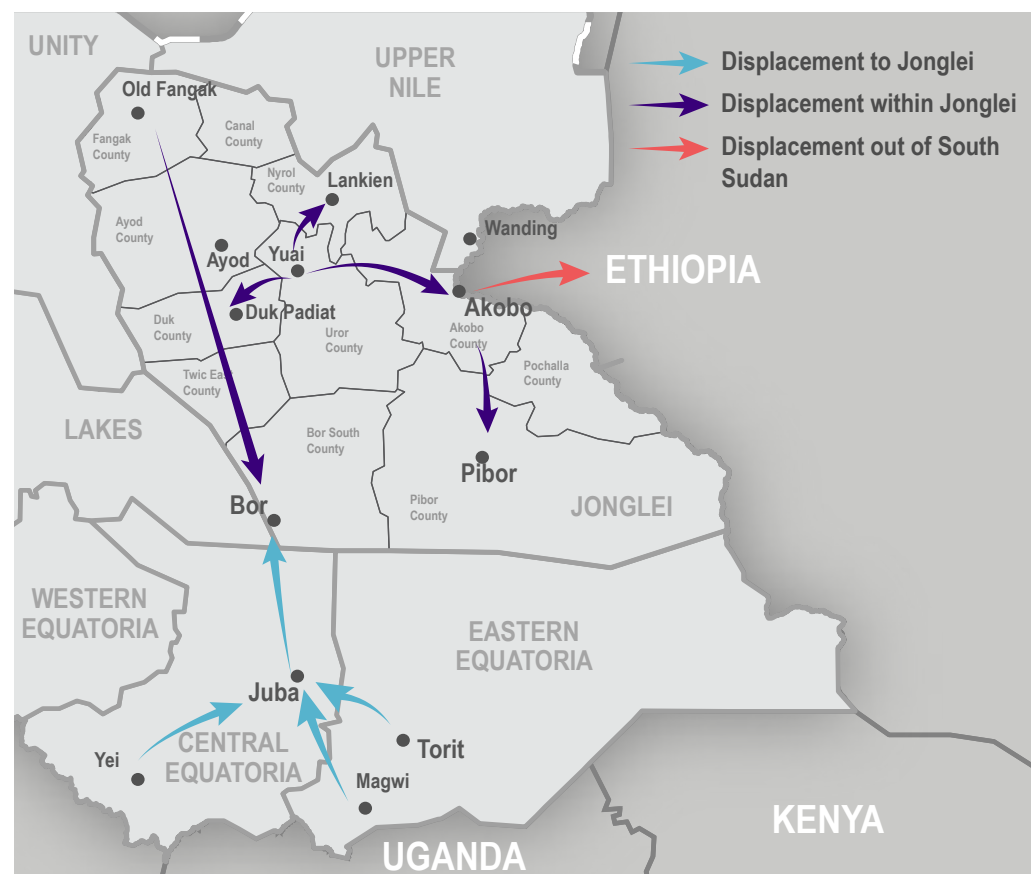 UNITY
UPPER
NILE
Displacement to Jonglei
Displacement within Jonglei
Displacement out of South
Sudan
Old Fangak
Fangak
County
Canal
County
Nyrol
County
Lankien
Ayod
County
Ayod
Yuai
Wanding
ETHIOPIA
Akobo
Duk Padiat
Duk
County
Uror
County
Akobo
County
Pochalla
County
Twic East
County
LAKES
Bor South
County
Pibor
Bor
Pibor
County
JONGLEI
WESTERN
EQUATORIA
EASTERN
EQUATORIA
Juba
CENTRAL
EQUATORIA
Yei
Torit
Magwi
KENYA
UGANDA